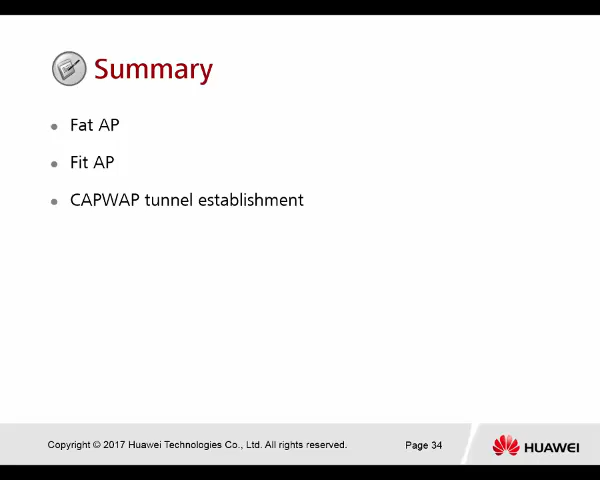 Summary
Fat AP
Fit AP
CAPWAP tunnel establishment
Copyright © 2017 Huawei Technologies Co., Ltd. All rights reserved.
Page 34
HUAWEI